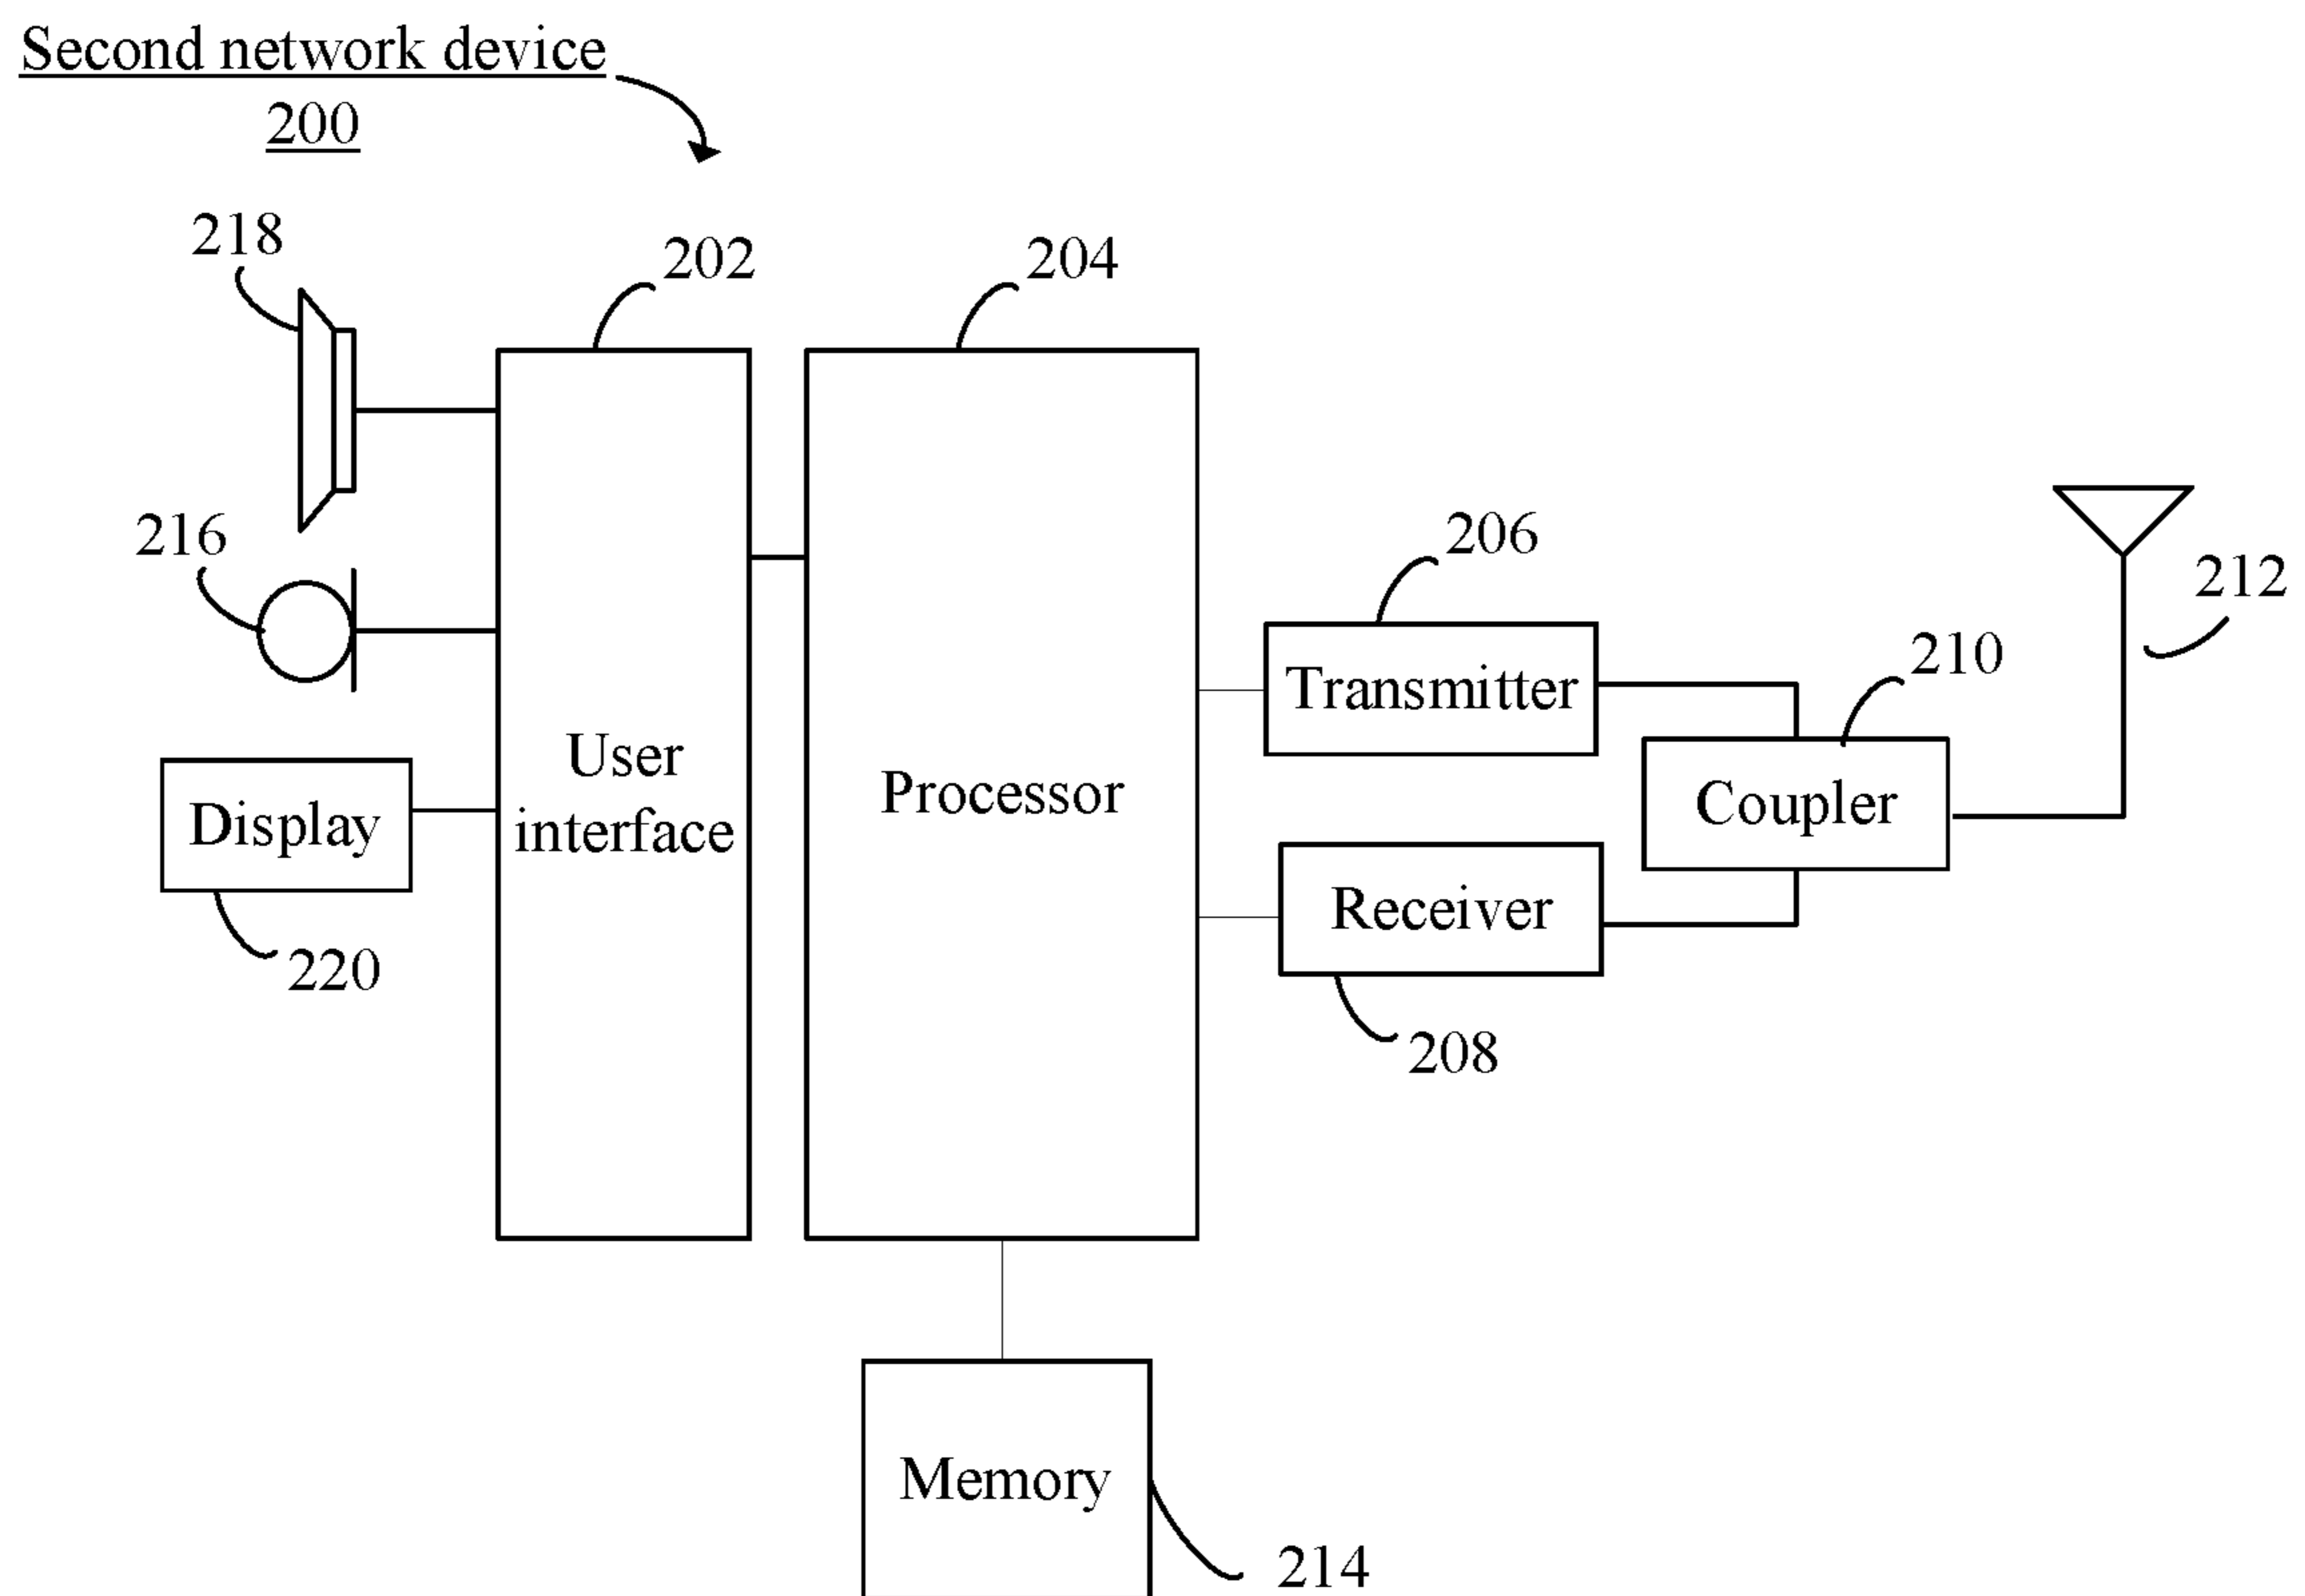 Second network device
200
218
202
204
216
206
212
210
Transmitter
User
interface
Processor
Coupler
Display
Receiver
220
208
Memory
214